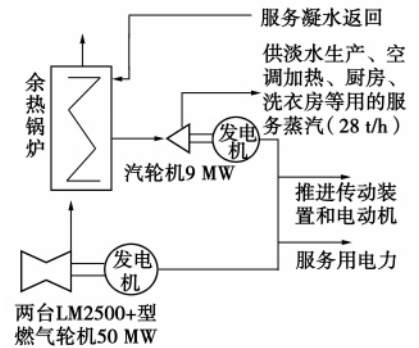 服务凝水返回
供淡水生产、空
调加热、厨房、
洗衣房等用的服
务蒸汽(28 t/h)
余热锅炉
发电
机
汽轮机9 MW
推进传动装
置和电动机
发电
机
服务用电力
两台LM2500+型
燃气轮机50 MW